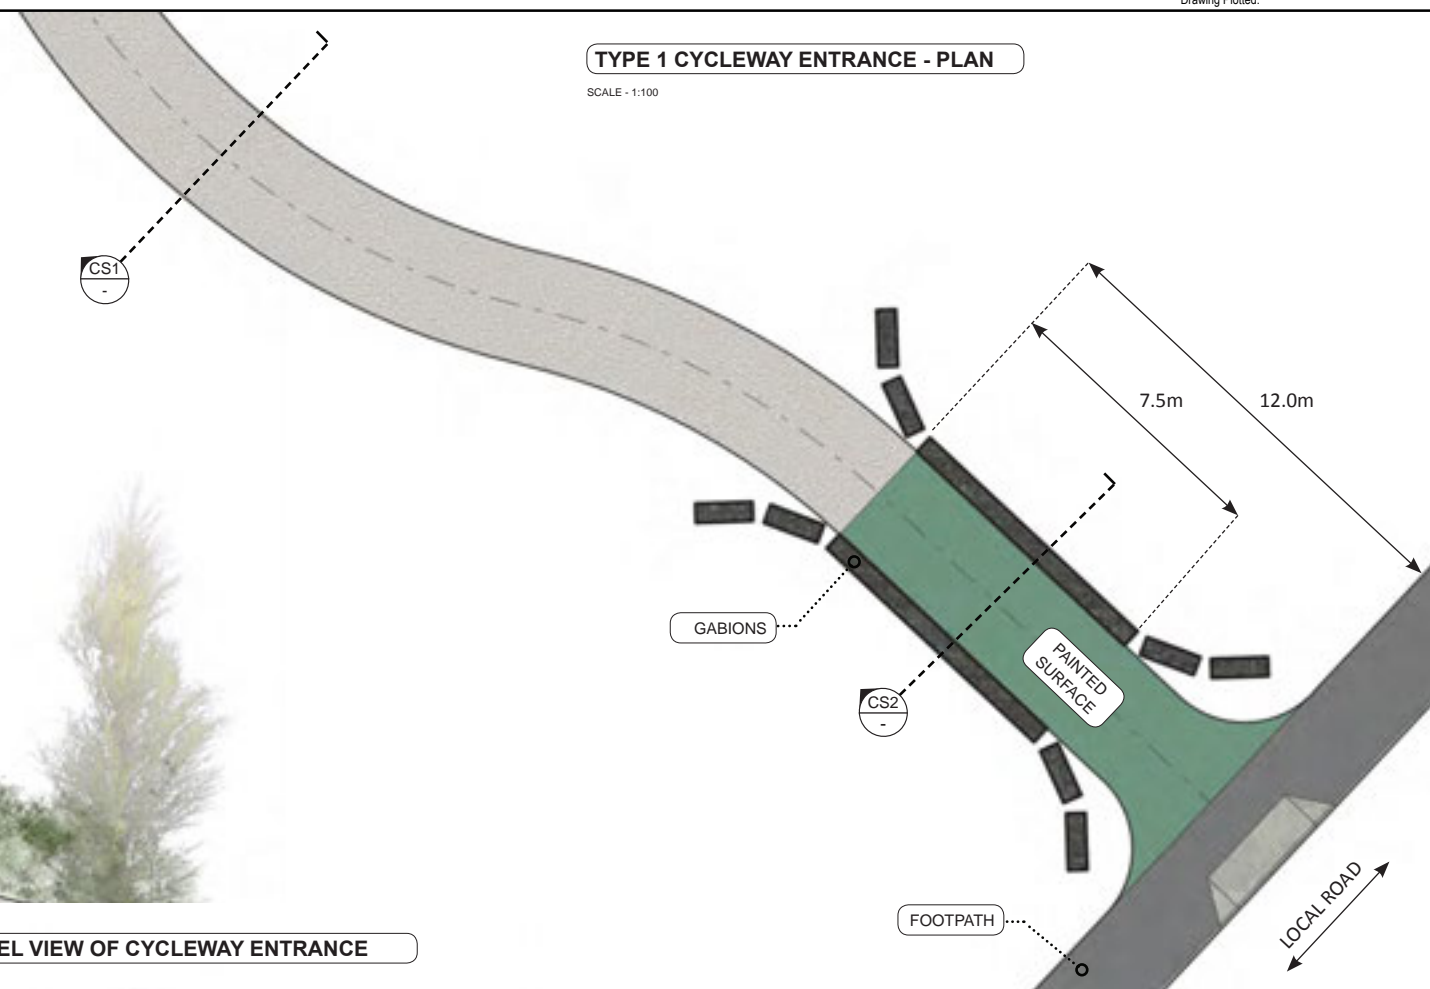 Drawing Plotted:
TYPE 1 CYCLEWAY ENTRANCE - PLAN
SCALE - 1:100
CS1
-
7.5m
12.0m
GABIONS
PAINTED
SURFACE
CS2
-
FOOTPATH
LOCAL ROAD
EL VIEW OF CYCLEWAY ENTRANCE